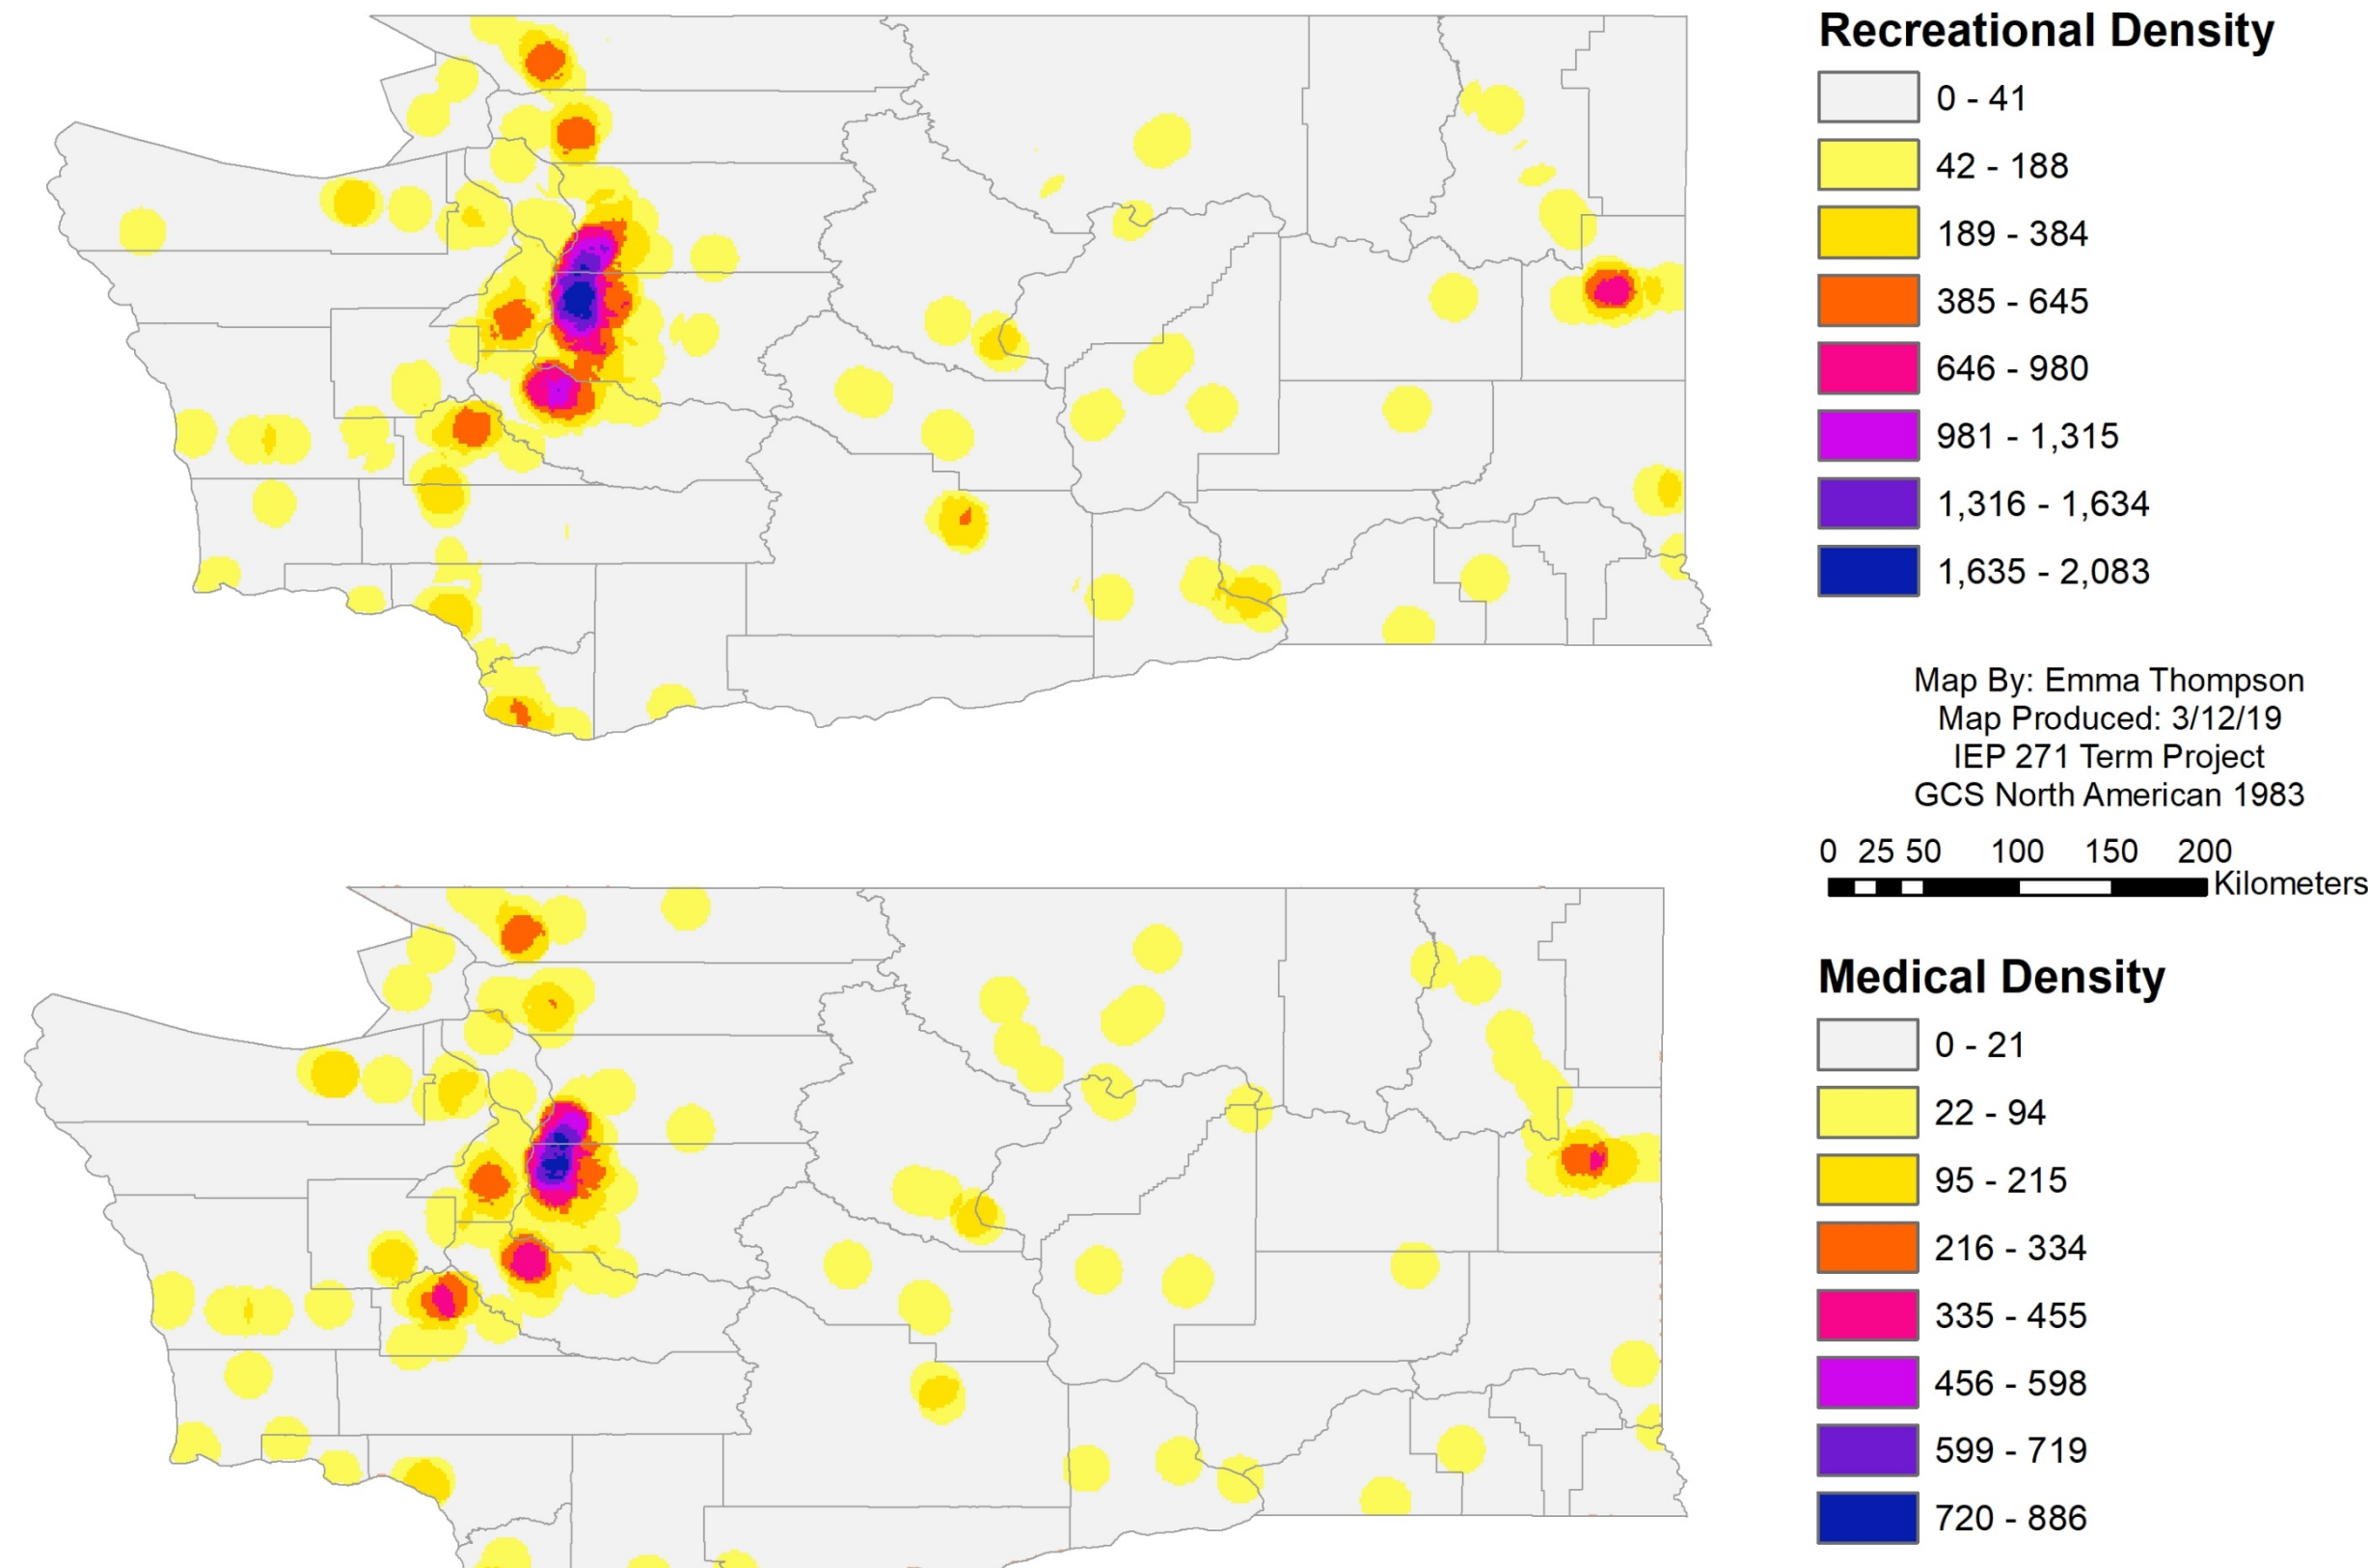 Recreational Density
0 - 41
42 - 188
189 - 384
385 - 645
646 - 980
981 - 1,315
1,316 - 1,634
1,635 - 2,083
Map By: Emma Thompson
Map Produced: 3/12/19
IEP 271 Term Project
GCS North American 1983
0 25 50 100 150 200
Kilometers
Medical Density
0 - 21
22 - 94
95 - 215
216 - 334
335 - 455
456 - 598
599 - 719
720 - 886